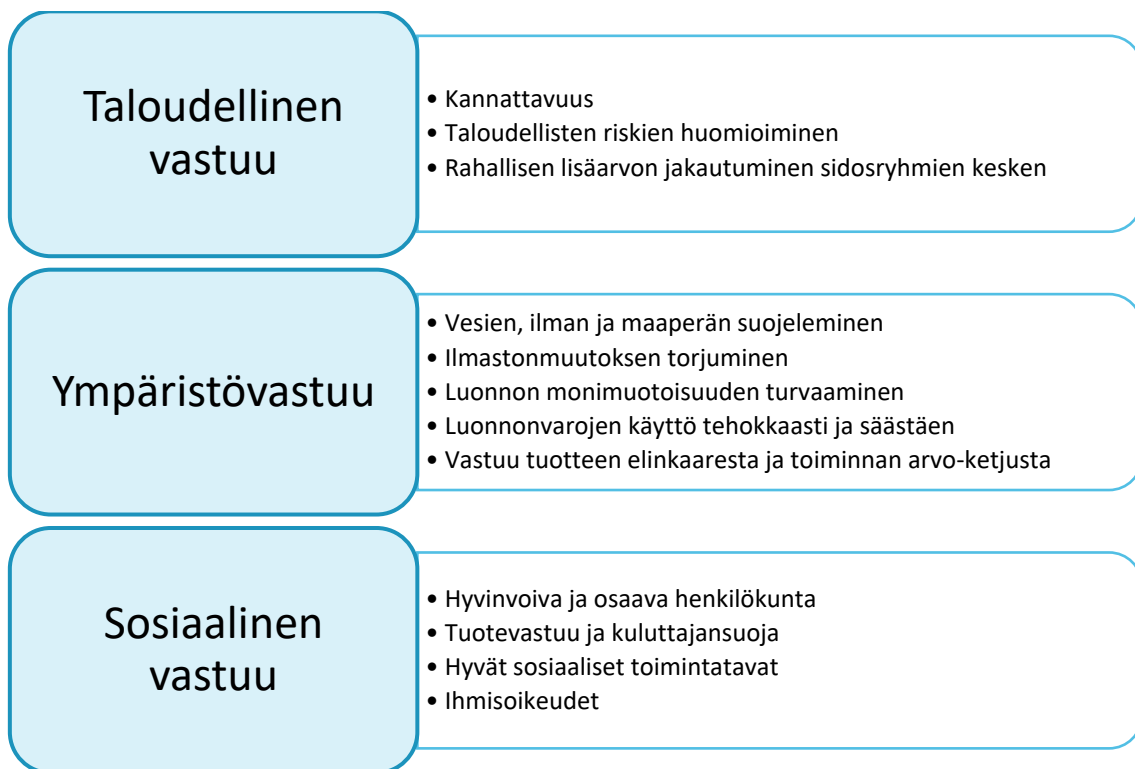 Taloudellinen
vastuu
• Kannattavuus
• Taloudellisten riskien huomioiminen
• Rahallisen lisäarvon jakautuminen sidosryhmien kesken
Ympäristövastuu
• Vesien, ilman ja maaperän suojeleminen
• Ilmastonmuutoksen torjuminen
• Luonnon monimuotoisuuden turvaaminen
• Luonnonvarojen käyttö tehokkaasti ja säästäen
• Vastuu tuotteen elinkaaresta ja toiminnan arvo-ketjusta
Sosiaalinen
vastuu
• Hyvinvoiva ja osaava henkilökunta
• Tuotevastuu ja kuluttajansuoja
• Hyvät sosiaaliset toimintatavat
• Ihmisoikeudet